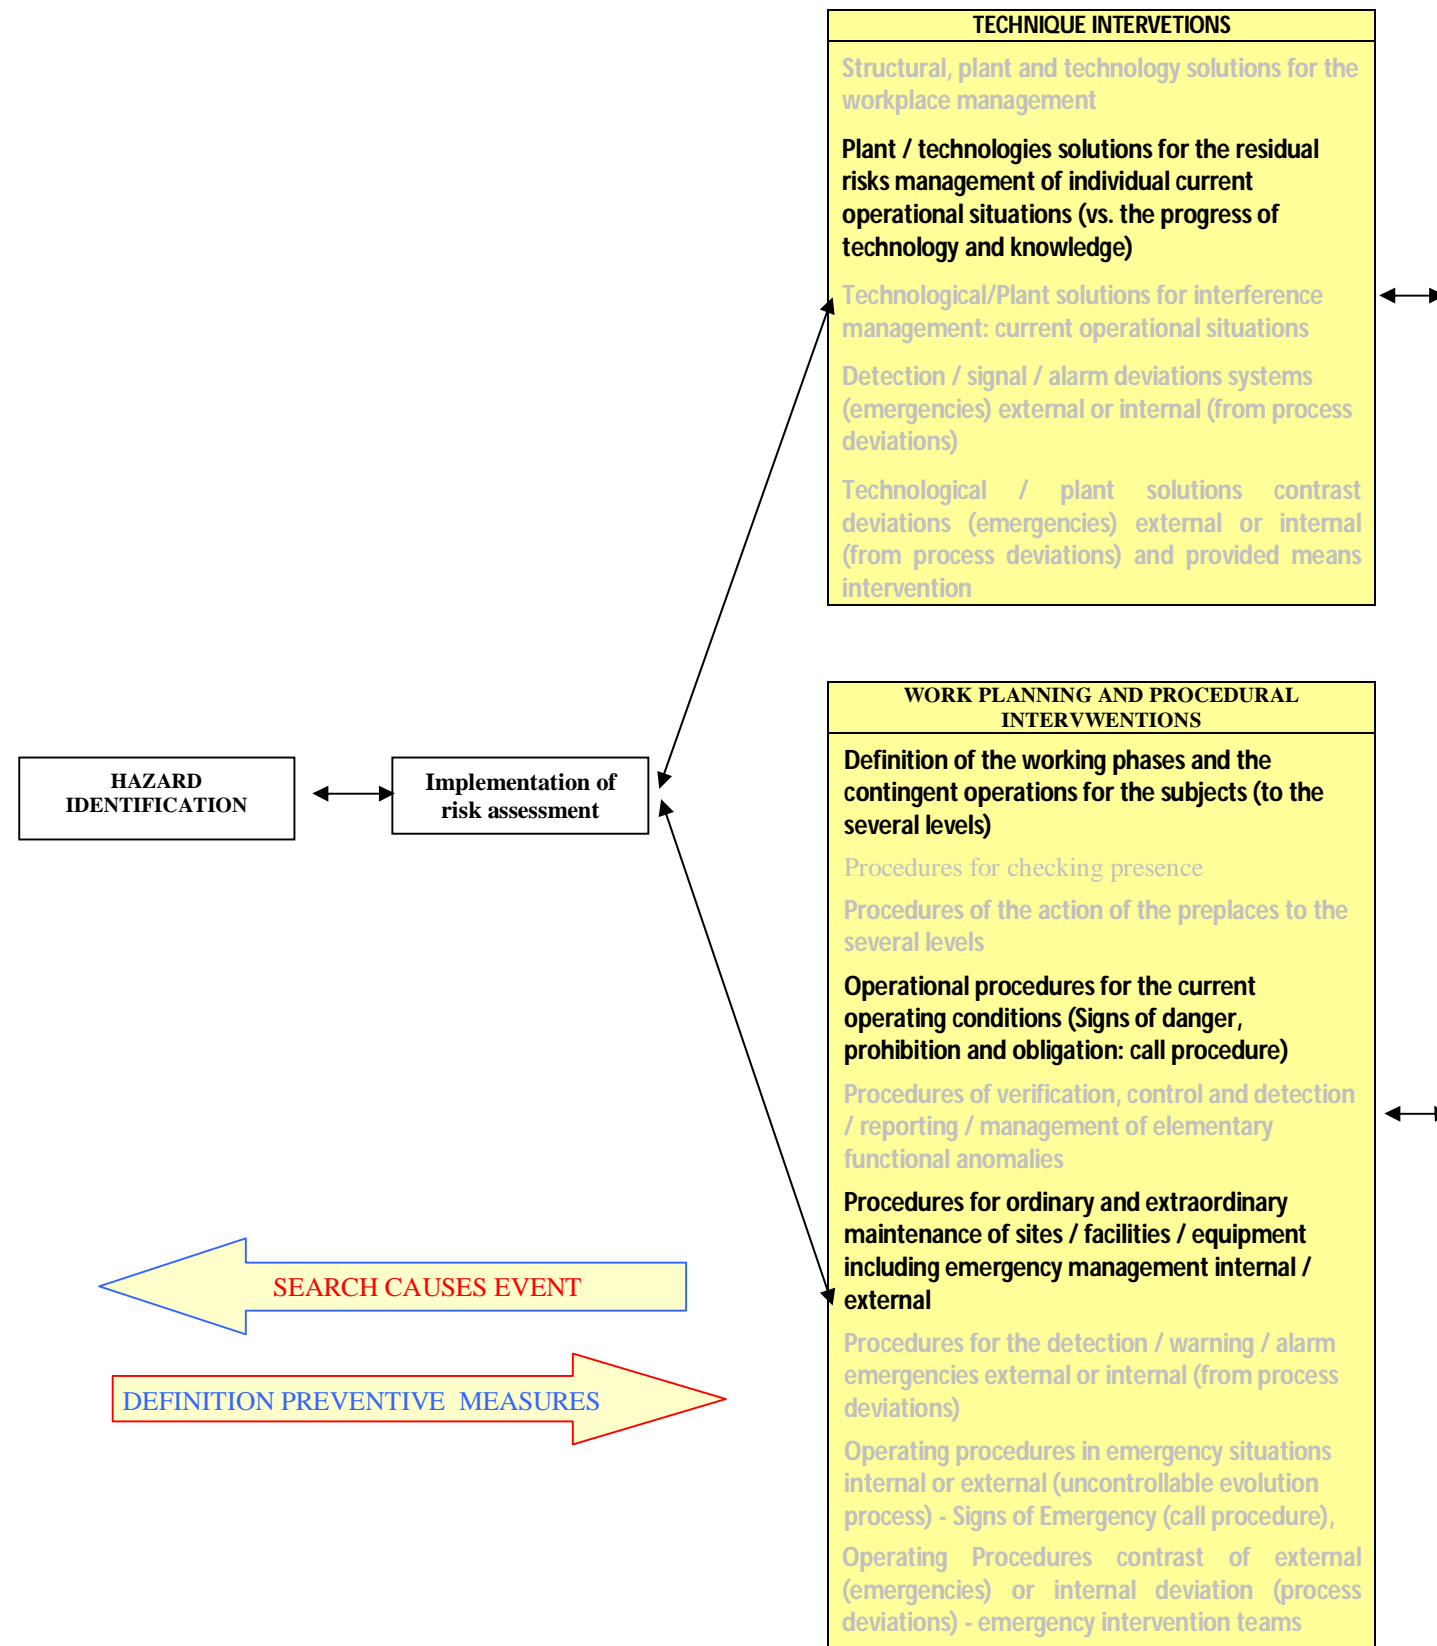 TECHNIQUE INTERVETIONS
Structural, plant and technology solutions for the
workplace management
Plant / technologies solutions for the residual
risks management of individual current
operational situations (vs. the progress of
technology and knowledge)
Technological/Plant solutions for interference
management: current operational situations
Detection / signal / alarm deviations systems
(emergencies) external or internal (from process
deviations)
Technological / plant solutions contrast
deviations (emergencies) external or internal
(from process deviations) and provided means
intervention
HAZARD
IDENTIFICATION
Implementation of
risk assessment
WORK PLANNING AND PROCEDURAL
INTERVWENTIONS
Definition of the working phases and the
contingent operations for the subjects (to the
several levels)
Procedures for checking presence
Procedures of the action of the preplaces to the
several levels
Operational procedures for the current
operating conditions (Signs of danger,
prohibition and obligation: call procedure)
Procedures of verification, control and detection
/ reporting / management of elementary
functional anomalies
Procedures for ordinary and extraordinary
maintenance of sites / facilities / equipment
including emergency management internal /
external
Procedures for the detection / warning / alarm
emergencies external or internal (from process
deviations)
Operating procedures in emergency situations
internal or external (uncontrollable evolution
process) - Signs of Emergency (call procedure),
Operating Procedures contrast of external
(emergencies) or internal deviation (process
deviations) - emergency intervention teams
SEARCH CAUSES EVENT
DEFINITION PREVENTIVE MEASURES